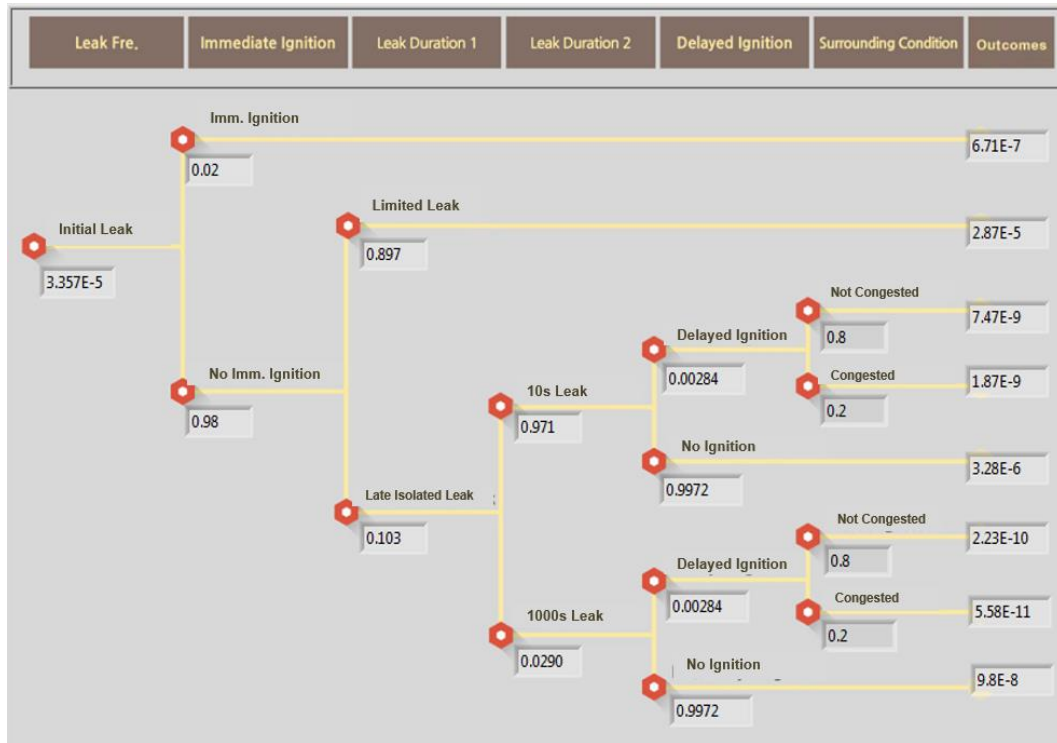 Leak Fre. Immediate Ignition Leak Duration 1 Leak Duration 2 Delayed Ignition Surrounding Condition Outcomes
Imm. Ignition
0.02
6.71E-7
Initial Leak
3.357E-5
Limited Leak
0.897
2.87E-5
No Imm. Ignition
0.98
Not Congested
0.8
7.47E-9
Delayed Ignition
0.00284
Congested
0.2
1.87E-9
10s Leak
0.971
No Ignition
0.9972
3.28E-6
Late Isolated Leak
0.103
Not Congested
0.8
2.23E-10
Delayed Ignition
0.00284
Congested
0.2
5.58E-11
1000s Leak
0.0290
No Ignition
0.9972
9.8E-8